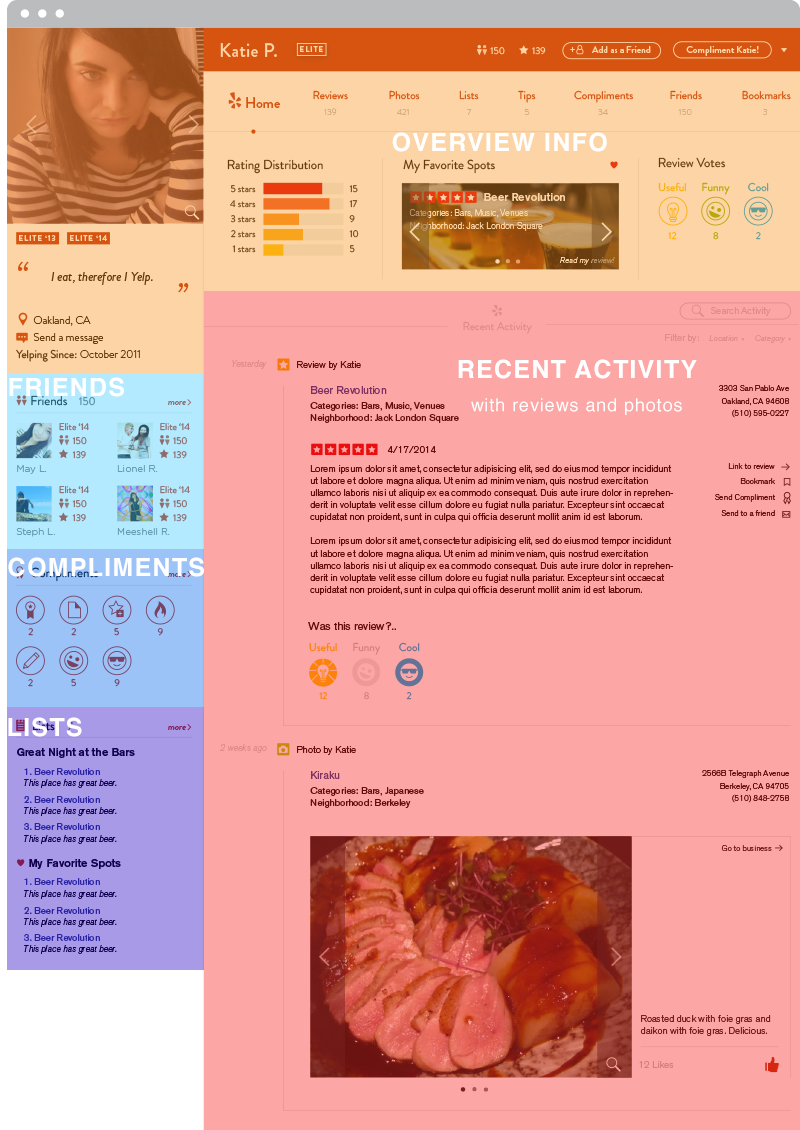 Katie P.
ELITE
150
139
Add as a Friend
Compliment Katie!
Home
Reviews
139
Photos
421
Lists
7
Tips
5
Compliments
34
Friends
150
Bookmarks
3
OVERVIEW INFO
Rating Distribution
5 stars 15
4 stars 17
3 stars 9
2 stars 10
1 stars 5
My Favorite Spots
Beer Revolution
Categories: Bars, Music, Venues
Neighborhood: Jack London Square
Read my review!
Review Votes
Useful Funny Cool
12 8 2
ELITE '13 ELITE '14
“ I eat, therefore I Yelp. ”
Oakland, CA
Send a message
Yelping Since: October 2011
FRIENDS
Friends 150
more >
Elite '14
150
139
May L.
Elite '14
150
139
Lionel R.
Elite '14
150
139
Steph L.
Elite '14
150
139
Meeshell R.
COMPLIMENTS
Compliments
more >
2 2 5 9
2 5 9
LISTS
Lists
more >
Great Night at the Bars
1. Beer Revolution
This place has great beer.
2. Beer Revolution
This place has great beer.
3. Beer Revolution
This place has great beer.
My Favorite Spots
1. Beer Revolution
This place has great beer.
2. Beer Revolution
This place has great beer.
3. Beer Revolution
This place has great beer.
Recent Activity
Search Activity
Filter by: Location Category
RECENT ACTIVITY
with reviews and photos
Yesterday
Review by Katie
Beer Revolution
Categories: Bars, Music, Venues
Neighborhood: Jack London Square
3303 San Pablo Ave
Oakland, CA 94608
(510) 595-0227
4/17/2014
Lorem ipsum dolor sit amet, consectetur adipisicing elit, sed do eiusmod tempor incididunt
ut labore et dolore magna aliqua. Ut enim ad minim veniam, quis nostrud exercitation
ullamco laboris nisi ut aliquip ex ea commodo consequat. Duis aute irure dolor in reprehen-
derit in voluptate velit esse cillum dolore eu fugiat nulla pariatur. Excepteur sint occaecat
cupidatat non proident, sunt in culpa qui officia deserunt mollit anim id est laborum.
Lorem ipsum dolor sit amet, consectetur adipisicing elit, sed do eiusmod tempor incididunt
ut labore et dolore magna aliqua. Ut enim ad minim veniam, quis nostrud exercitation
ullamco laboris nisi ut aliquip ex ea commodo consequat. Duis aute irure dolor in reprehen-
derit in voluptate velit esse cillum dolore eu fugiat nulla pariatur. Excepteur sint occaecat
cupidatat non proident, sunt in culpa qui officia deserunt mollit anim id est laborum.
Link to review
Bookmark
Send Compliment
Send to a friend
Was this review?..
Useful Funny Cool
12 8 2
2 weeks ago
Photo by Katie
Kiraku
Categories: Bars, Japanese
Neighborhood: Berkeley
2566B Telegraph Avenue
Berkeley, CA 94705
(510) 848-2758
Go to business
Roasted duck with foie gras and
daikon with foie gras. Delicious.
12 Likes